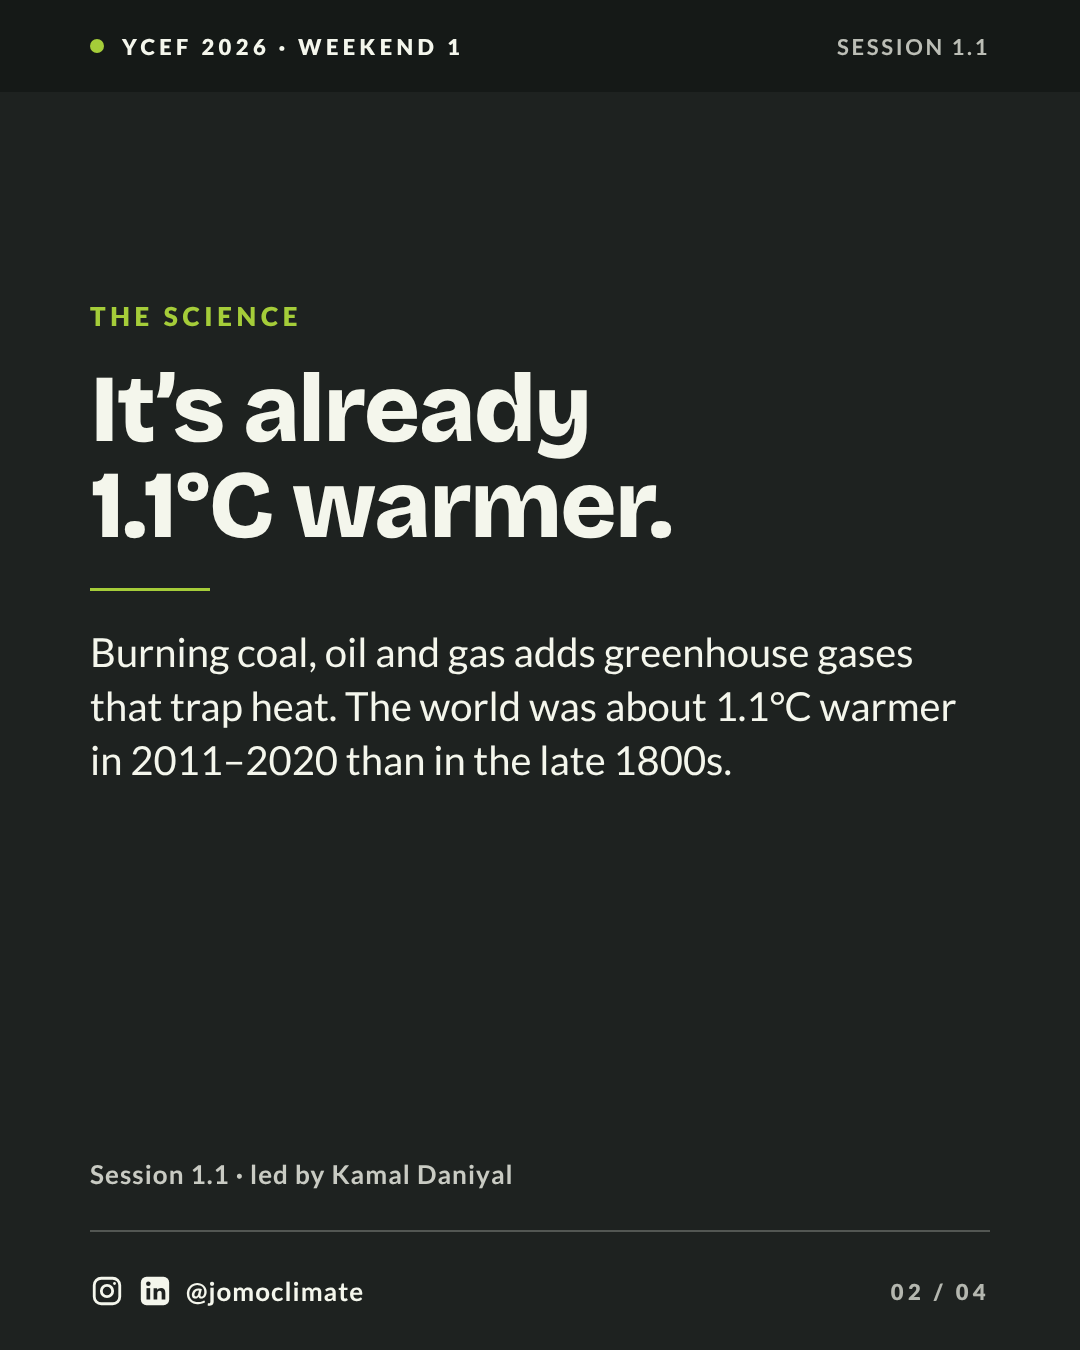 YCEF 2026 · WEEKEND 1
SESSION 1.1
THE SCIENCE
It’s already
1.1°C warmer.
Burning coal, oil and gas adds greenhouse gases
that trap heat. The world was about 1.1°C warmer
in 2011–2020 than in the late 1800s.
Session 1.1 · led by Kamal Daniyal
in @jomoclimate
02 / 04